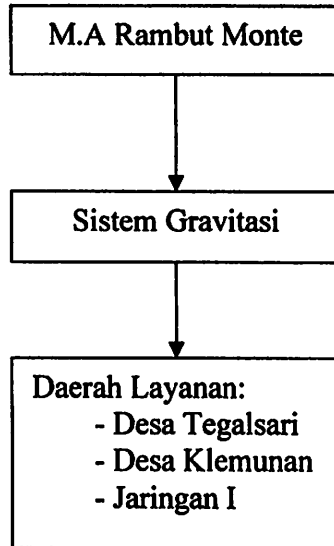 M.A Rambut Monte
Sistem Gravitasi
Daerah Layanan:
- Desa Tegalsari
- Desa Klemunan
- Jaringan I